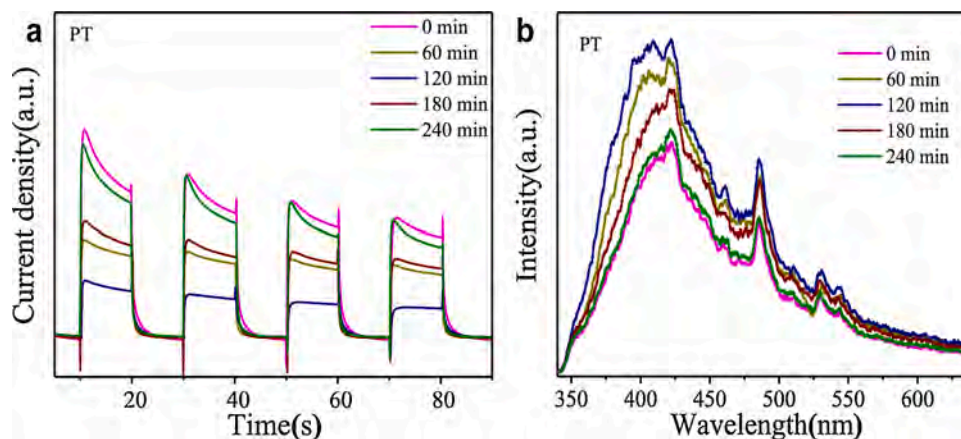 a
PT
0 min
60 min
120 min
180 min
240 min
Current density(a.u.)
20
40
60
80
Time(s)
b
PT
0 min
60 min
120 min
180 min
240 min
Intensity(a.u.)
350
400
450
500
550
600
Wavelength(nm)